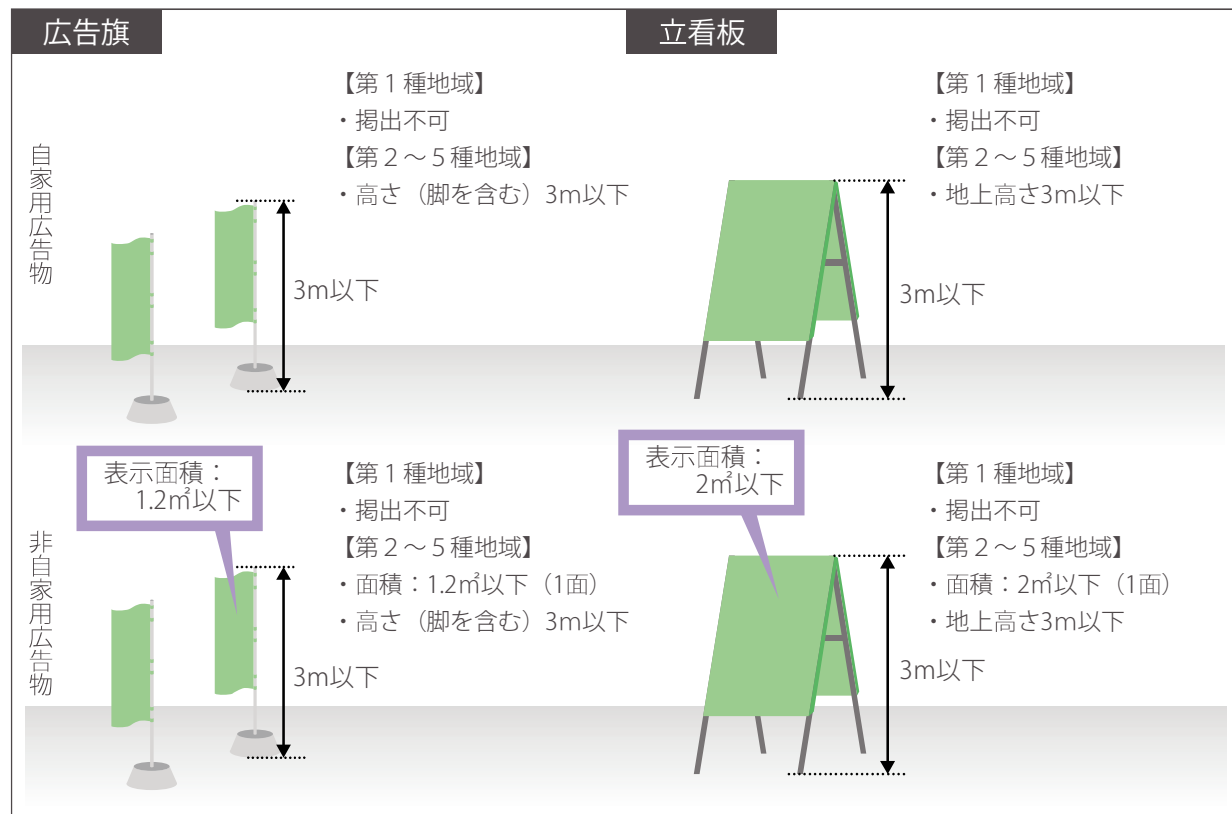 広告旗
自家用広告物
【第１種地域】
・掲出不可
【第２～５種地域】
・高さ（脚を含む）3m以下
3m以下
立看板
【第１種地域】
・掲出不可
【第２～５種地域】
・地上高さ3m以下
3m以下
非自家用広告物
表示面積：
1.2㎡以下
【第１種地域】
・掲出不可
【第２～５種地域】
・面積：1.2㎡以下（1面）
・高さ（脚を含む）3m以下
3m以下
表示面積：
2㎡以下
【第１種地域】
・掲出不可
【第２～５種地域】
・面積：2㎡以下（1面）
・地上高さ3m以下
3m以下